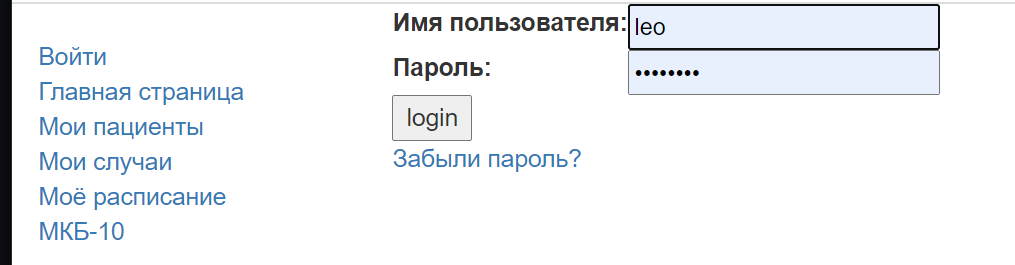 Войти
Главная страница
Мои пациенты
Мои случаи
Моё расписание
МКБ-10
Имя пользователя: leo
Пароль: ••••••••
login
Забыли пароль?